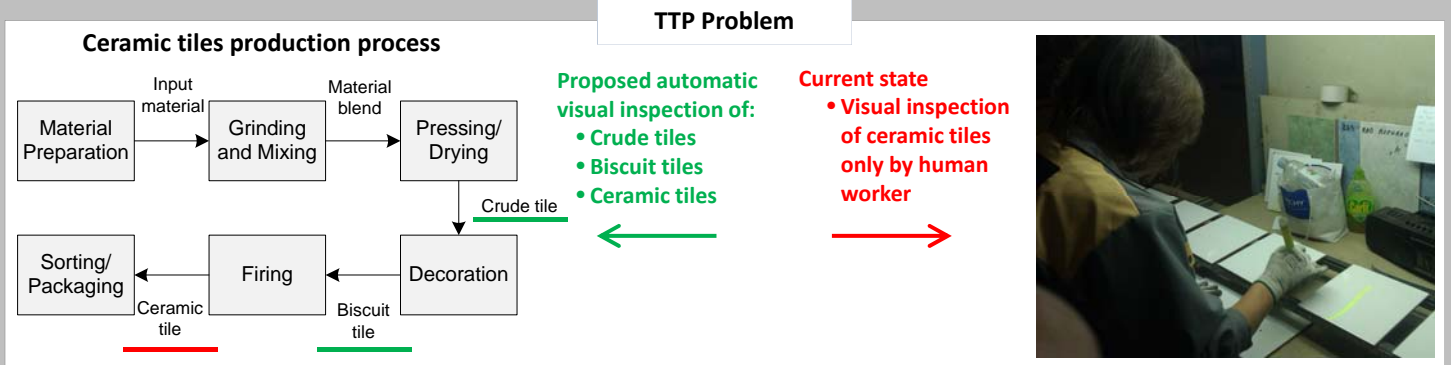 TTP Problem
Ceramic tiles production process
Input
material
Material
blend
Material
Preparation
Grinding
and Mixing
Pressing/
Drying
Crude tile
Sorting/
Packaging
Firing
Decoration
Ceramic
tile
Biscuit
tile
Proposed automatic
visual inspection of:
• Crude tiles
• Biscuit tiles
• Ceramic tiles
Current state
• Visual inspection
of ceramic tiles
only by human
worker